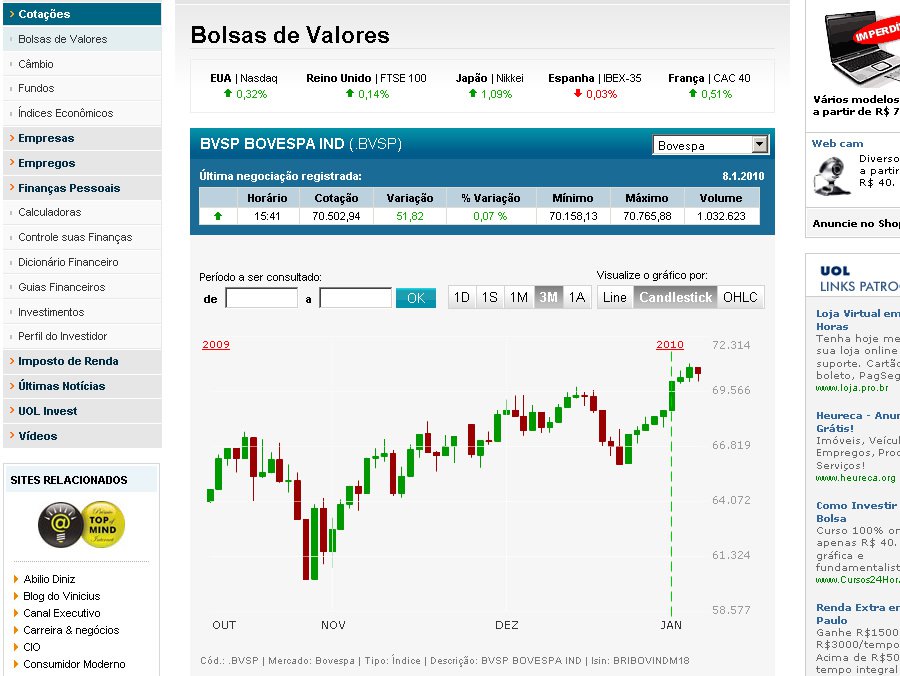 Cotações
Bolsas de Valores
Câmbio
Fundos
Índices Econômicos
Empresas
Empregos
Finanças Pessoais
Calculadoras
Controle suas Finanças
Dicionário Financeiro
Guias Financeiros
Investimentos
Perfil do Investidor
Imposto de Renda
Últimas Notícias
UOL Invest
Vídeos
SITES RELACIONADOS
PRÊMIO TOP of MIND Internet
Abilio Diniz
Blog do Vinicius
Canal Executivo
Carreira & negócios
CIO
Consumidor Moderno
Bolsas de Valores
EUA | Nasdaq Reino Unido | FTSE 100 Japão | Nikkei Espanha | IBEX-35 França | CAC 40
0,32% 0,14% 1,09% 0,03% 0,51%
BVSP BOVESPA IND (.BVSP) Bovespa
Última negociação registrada: 8.1.2010
Horário Cotação Variação % Variação Mínimo Máximo Volume
15:41 70.502,94 51,82 0,07 % 70.158,13 70.765,88 1.032.623
Período a ser consultado: Visualize o gráfico por:
de a OK 1D 1S 1M 3M 1A Line Candlestick OHLC
2009 2010 72.314
69.566
66.819
64.072
61.324
58.577
OUT NOV DEZ JAN
Cód.: .BVSP | Mercado: Bovespa | Tipo: Índice | Descrição: BVSP BOVESPA IND | Isin: BRIBOVINDM18
IMPERDÍ
Vários modelos
a partir de R$ 7
Web cam
Diverso
a partir
R$ 40.
Anuncie no Shop
UOL
LINKS PATRO
Loja Virtual em
Horas
Tenha hoje me
sua loja online
suporte. Cartão
boleto, PagSeg
www.loja.pro.br
Heureca - Anun
Grátis!
Imóveis, Veícul
Empregos, Prod
Serviços!
www.heureca.org
Como Investir
Bolsa
Curso 100% on
apenas R$ 40.
gráfica e
fundamentalist
www.Cursos24Hor
Renda Extra em
Paulo
Ganhe R$1500
R$3000/tempo
Acima de R$50
tempo integral